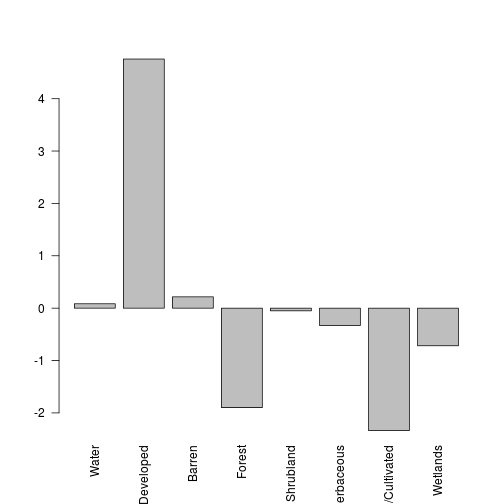 4
3
2
1
0
-1
-2
Water
Developed
Barren
Forest
Shrubland
erbaceous
/Cultivated
Wetlands